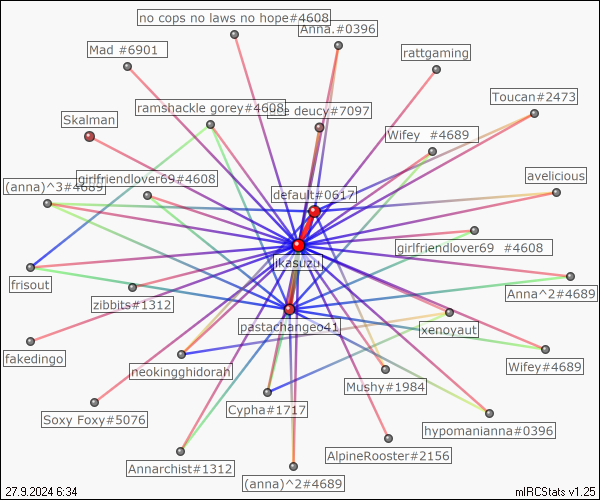 no cops no laws no hope#4608
Anna.#0396
Mad #6901
rattgaming
Toucan#2473
ramshackle gorey#4608
e deucy#7097
Skalman
Wifey #4689
avelicious
(anna)^3#4689
girlfriendlover69#4608
default#0617
girlfriendlover69 #4608
ikasuzu
frisout
zibbits#1312
Anna^2#4689
pastachangeo41
xenoyaut
fakedingo
neokingghidorah
Wifey#4689
Mushy#1984
Soxy Foxy#5076
Cypha#1717
hypomanianna#0396
Annarchist#1312
AlpineRooster#2156
(anna)^2#4689
27.9.2024 6:34
mIRCStats v1.25